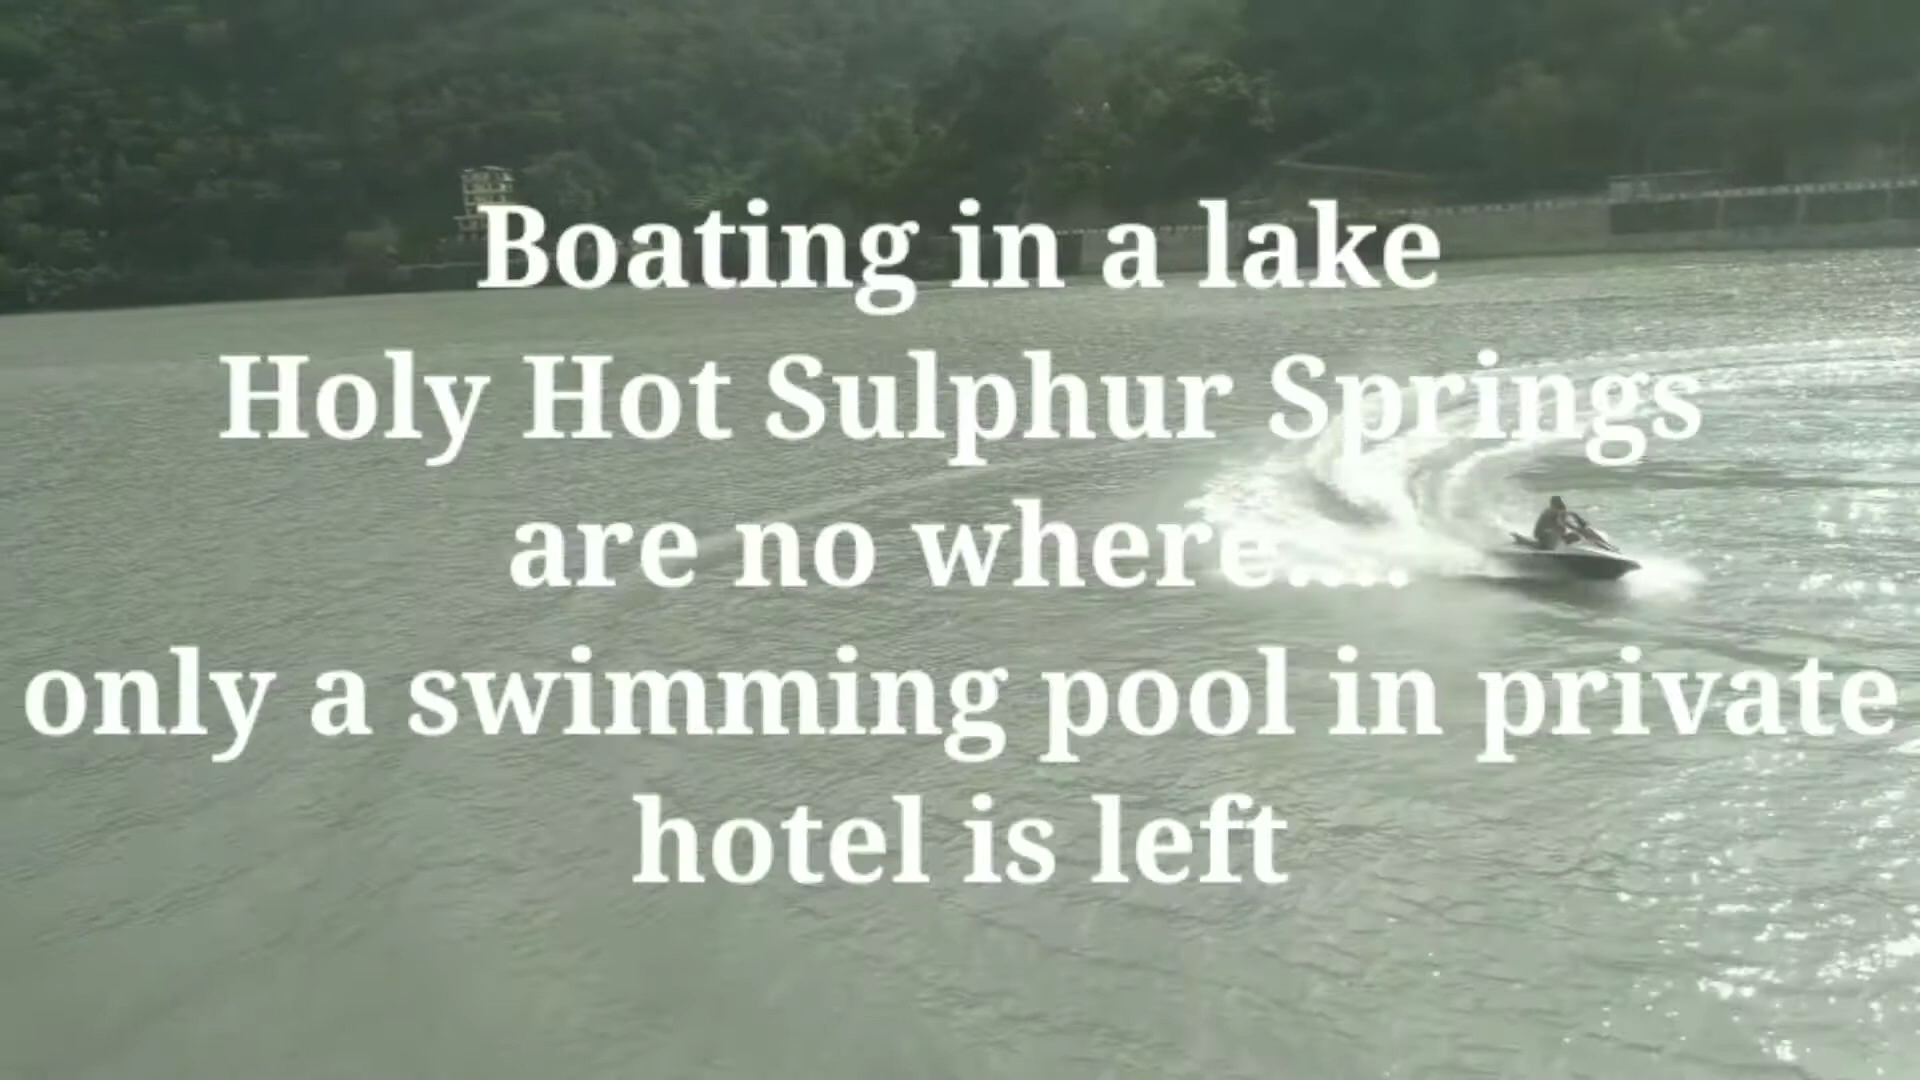 Boating in a lake
Holy Hot Sulphur Springs
are no where....
only a swimming pool in private
hotel is left